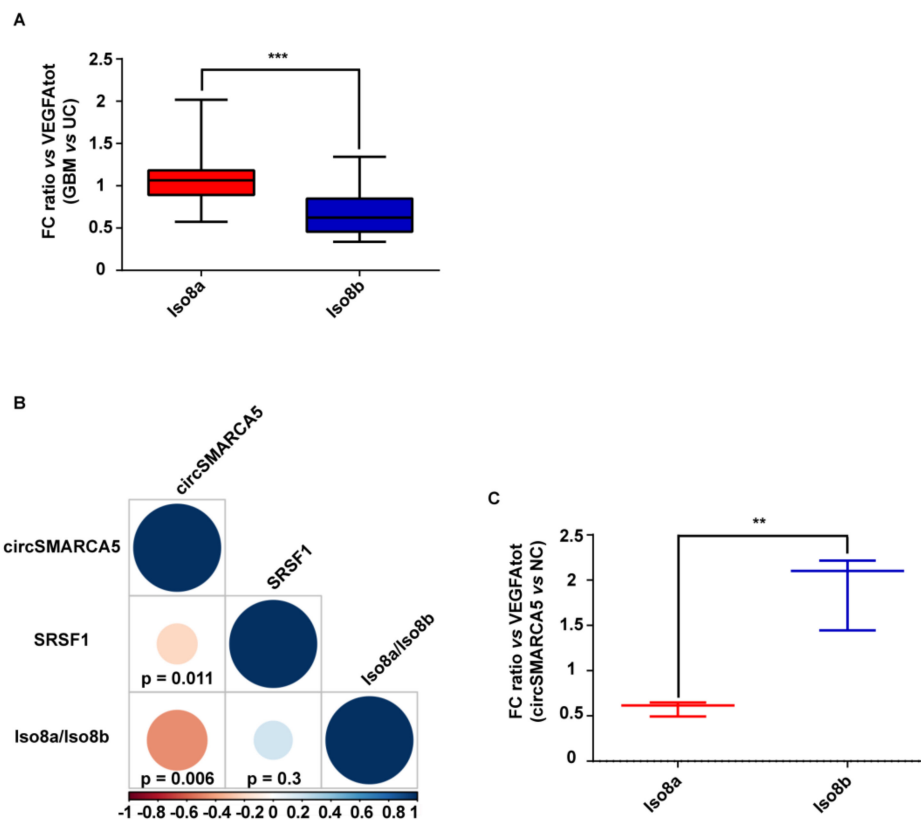 A
FC ratio vs VEGFAtot
(GBM vs UC)
2.5
2
1.5
1
0.5
0
***
Iso8a
Iso8b
B
circSMARCA5
SRSF1
Iso8a/Iso8b
circSMARCA5
SRSF1
p = 0.011
Iso8a/Iso8b
p = 0.006
p = 0.3
-1 -0.8 -0.6 -0.4 -0.2 0 0.2 0.4 0.6 0.8 1
C
FC ratio vs VEGFAtot
(circSMARCA5 vs NC)
2.5
2
1.5
1
0.5
0
**
Iso8a
Iso8b